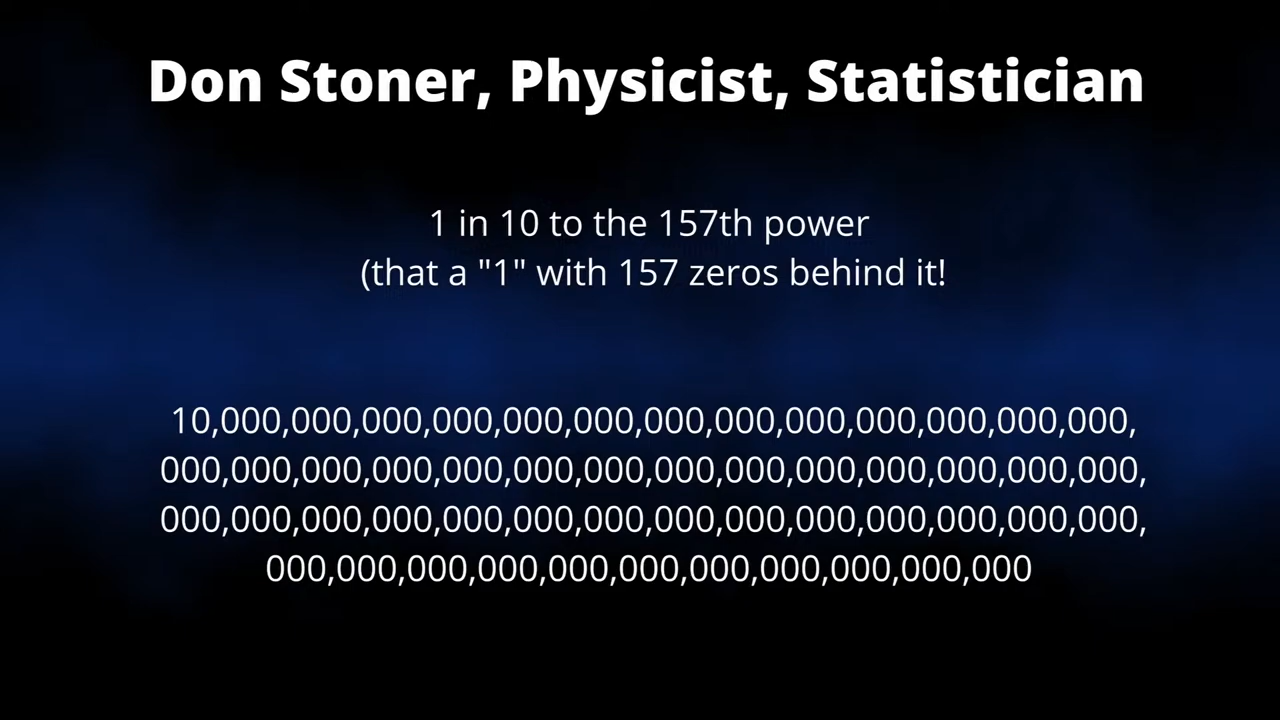 Don Stoner, Physicist, Statistician
1 in 10 to the 157th power
(that a "1" with 157 zeros behind it!
10,000,000,000,000,000,000,000,000,000,000,000,000,000,
000,000,000,000,000,000,000,000,000,000,000,000,000,000,
000,000,000,000,000,000,000,000,000,000,000,000,000,000,
000,000,000,000,000,000,000,000,000,000,000